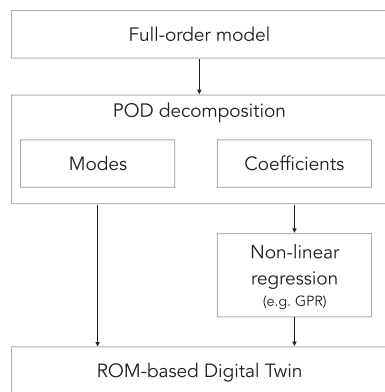 Full-order model
POD decomposition
Modes
Coefficients
Non-linear
regression
(e.g. GPR)
ROM-based Digital Twin